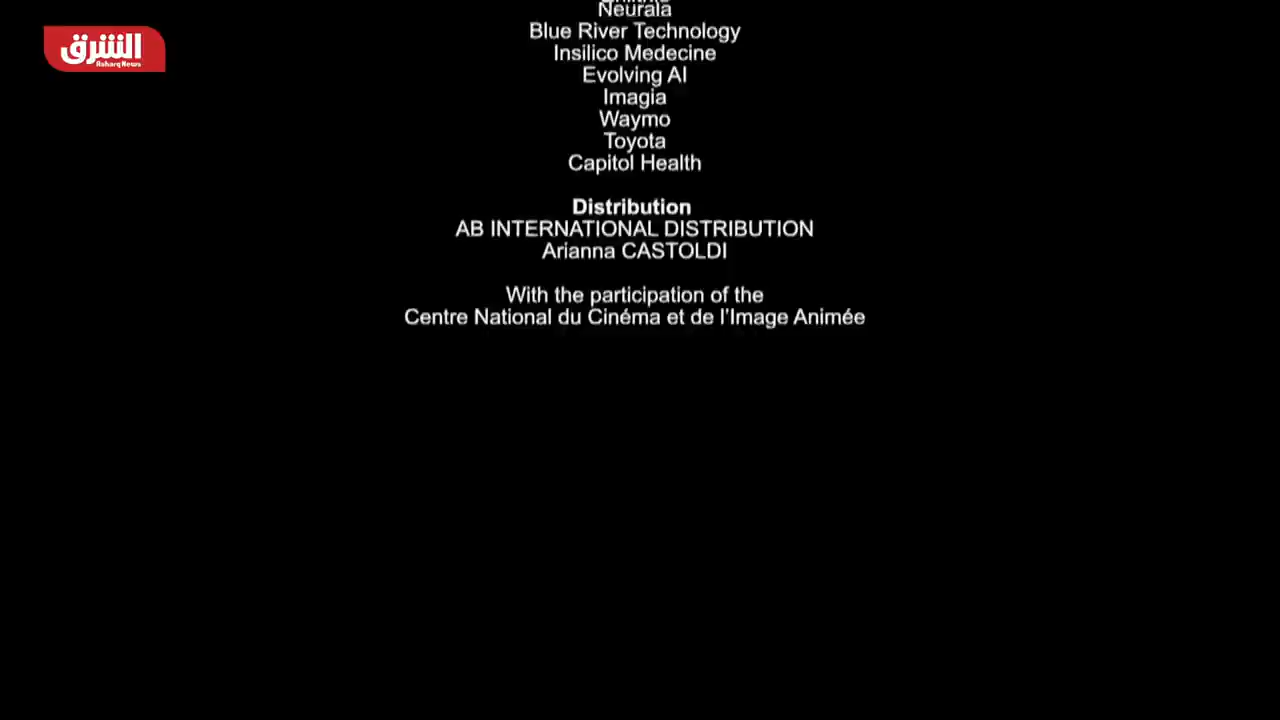 الشرق
Asharq News
Neurala
Blue River Technology
Insilico Medecine
Evolving AI
Imagia
Waymo
Toyota
Capitol Health
Distribution
AB INTERNATIONAL DISTRIBUTION
Arianna CASTOLDI
With the participation of the
Centre National du Cinéma et de l'Image Animée